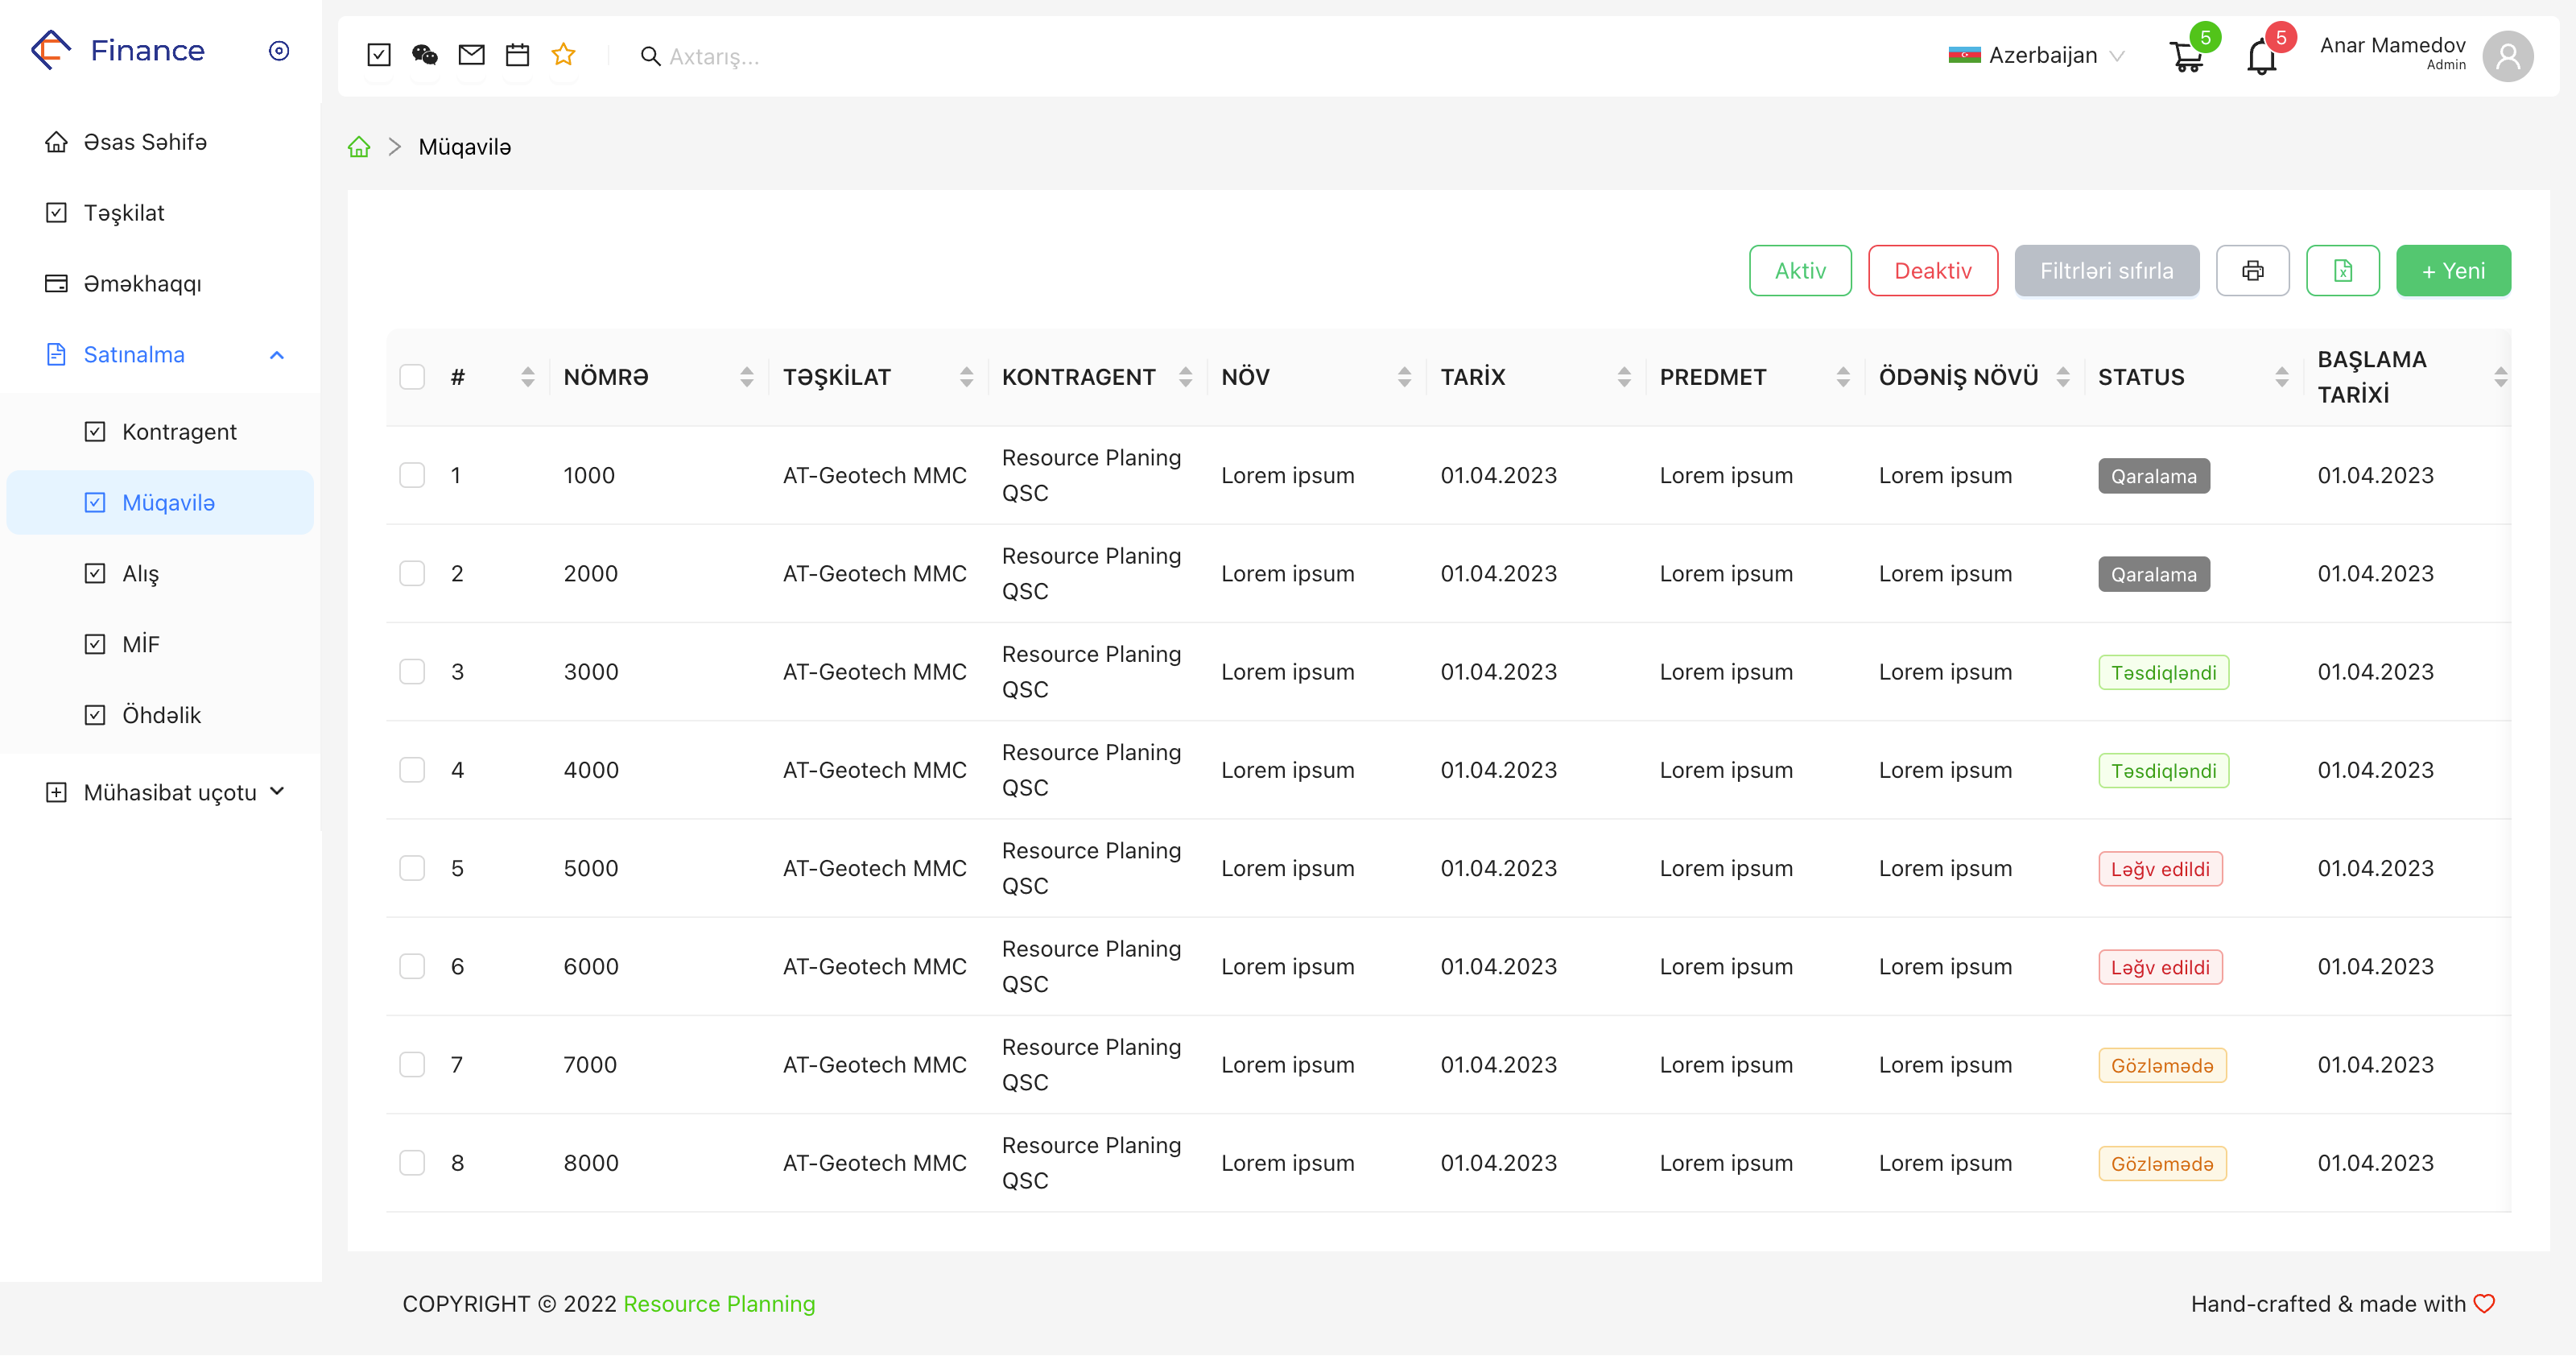 Finance
Axtarış...
Azerbaijan
5
5
Anar Mamedov
Admin
Əsas Səhifə
Təşkilat
Əməkhaqqı
Satınalma
Kontragent
Müqavilə
Alış
MİF
Öhdəlik
Mühasibat uçotu
Müqavilə
Aktiv
Deaktiv
Filtrləri sıfırla
+ Yeni
# NÖMRƏ TƏŞKİLAT KONTRAGENT NÖV TARİX PREDMET ÖDƏNİŞ NÖVÜ STATUS BAŞLAMA TARİXİ
1 1000 AT-Geotech MMC Resource Planing QSC Lorem ipsum 01.04.2023 Lorem ipsum Lorem ipsum Qaralama 01.04.2023
2 2000 AT-Geotech MMC Resource Planing QSC Lorem ipsum 01.04.2023 Lorem ipsum Lorem ipsum Qaralama 01.04.2023
3 3000 AT-Geotech MMC Resource Planing QSC Lorem ipsum 01.04.2023 Lorem ipsum Lorem ipsum Təsdiqləndi 01.04.2023
4 4000 AT-Geotech MMC Resource Planing QSC Lorem ipsum 01.04.2023 Lorem ipsum Lorem ipsum Təsdiqləndi 01.04.2023
5 5000 AT-Geotech MMC Resource Planing QSC Lorem ipsum 01.04.2023 Lorem ipsum Lorem ipsum Ləğv edildi 01.04.2023
6 6000 AT-Geotech MMC Resource Planing QSC Lorem ipsum 01.04.2023 Lorem ipsum Lorem ipsum Ləğv edildi 01.04.2023
7 7000 AT-Geotech MMC Resource Planing QSC Lorem ipsum 01.04.2023 Lorem ipsum Lorem ipsum Gözləmədə 01.04.2023
8 8000 AT-Geotech MMC Resource Planing QSC Lorem ipsum 01.04.2023 Lorem ipsum Lorem ipsum Gözləmədə 01.04.2023
COPYRIGHT © 2022 Resource Planning
Hand-crafted & made with